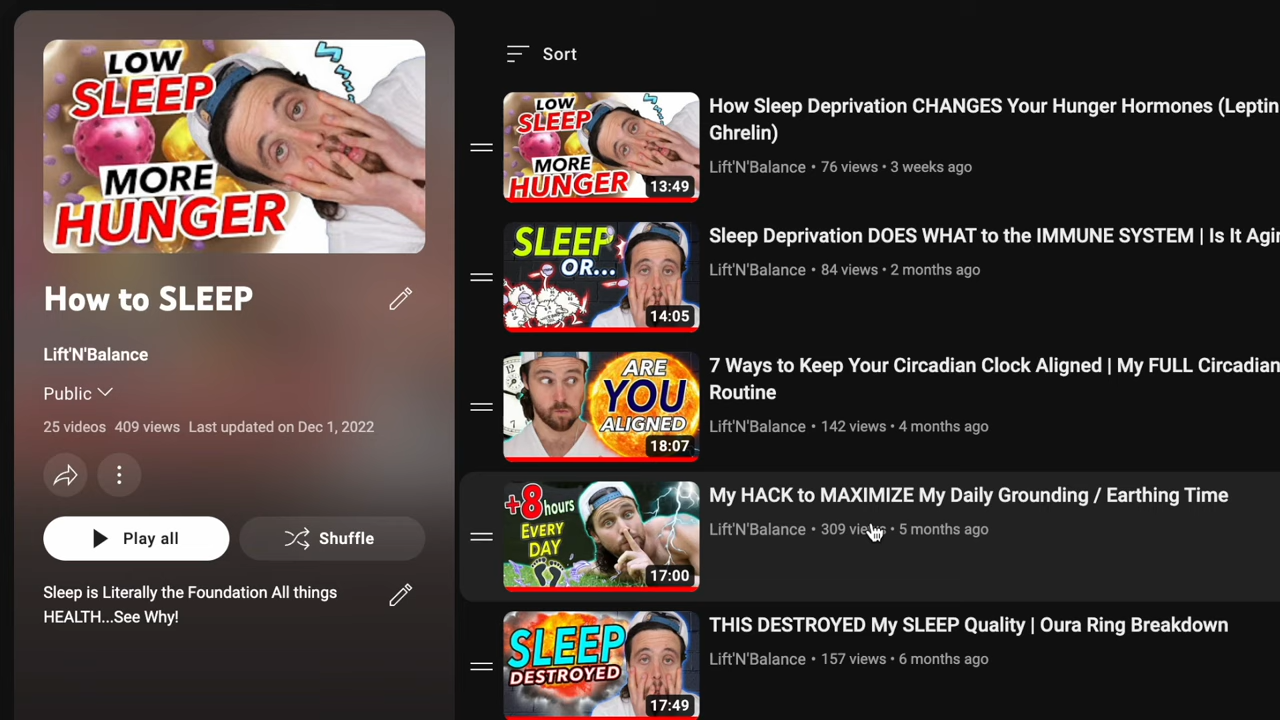 LOW
SLEEP
MORE
HUNGER
How to SLEEP
Lift'N'Balance
Public
25 videos 409 views Last updated on Dec 1, 2022
Play all
Shuffle
Sleep is Literally the Foundation All things
HEALTH...See Why!
Sort
LOW
SLEEP
MORE
HUNGER
13:49
How Sleep Deprivation CHANGES Your Hunger Hormones (Leptin
Ghrelin)
Lift'N'Balance • 76 views • 3 weeks ago
SLEEP
OR...
14:05
Sleep Deprivation DOES WHAT to the IMMUNE SYSTEM | Is It Agin
Lift'N'Balance • 84 views • 2 months ago
ARE
YOU
ALIGNED
18:07
7 Ways to Keep Your Circadian Clock Aligned | My FULL Circadian
Routine
Lift'N'Balance • 142 views • 4 months ago
+8 hours
EVERY
DAY
17:00
My HACK to MAXIMIZE My Daily Grounding / Earthing Time
Lift'N'Balance • 309 views • 5 months ago
SLEEP
DESTROYED
17:49
THIS DESTROYED My SLEEP Quality | Oura Ring Breakdown
Lift'N'Balance • 157 views • 6 months ago